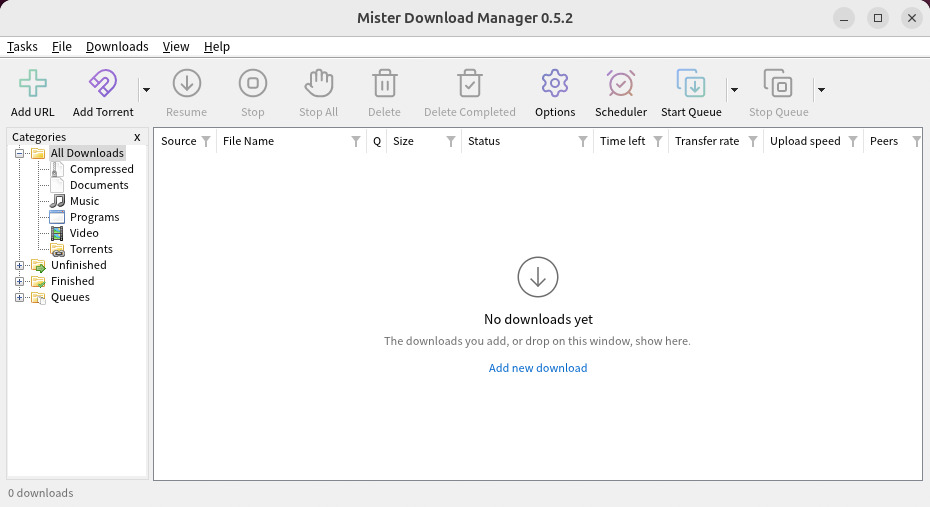 Mister Download Manager 0.5.2
Tasks File Downloads View Help
Add URL Add Torrent Resume Stop Stop All Delete Delete Completed Options Scheduler Start Queue Stop Queue
Categories X
Source File Name Q Size Status Time left Transfer rate Upload speed Peers
All Downloads
Compressed
Documents
Music
Programs
Video
Torrents
Unfinished
Finished
Queues
No downloads yet
The downloads you add, or drop on this window, show here.
Add new download
0 downloads